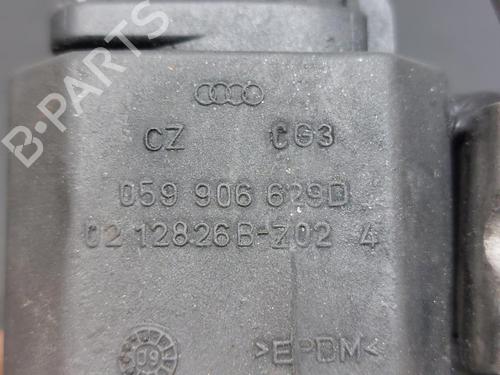 B-PARTS
CZ CG3
059 906 629D
02 12826B-Z02 4
09 >EPDM<